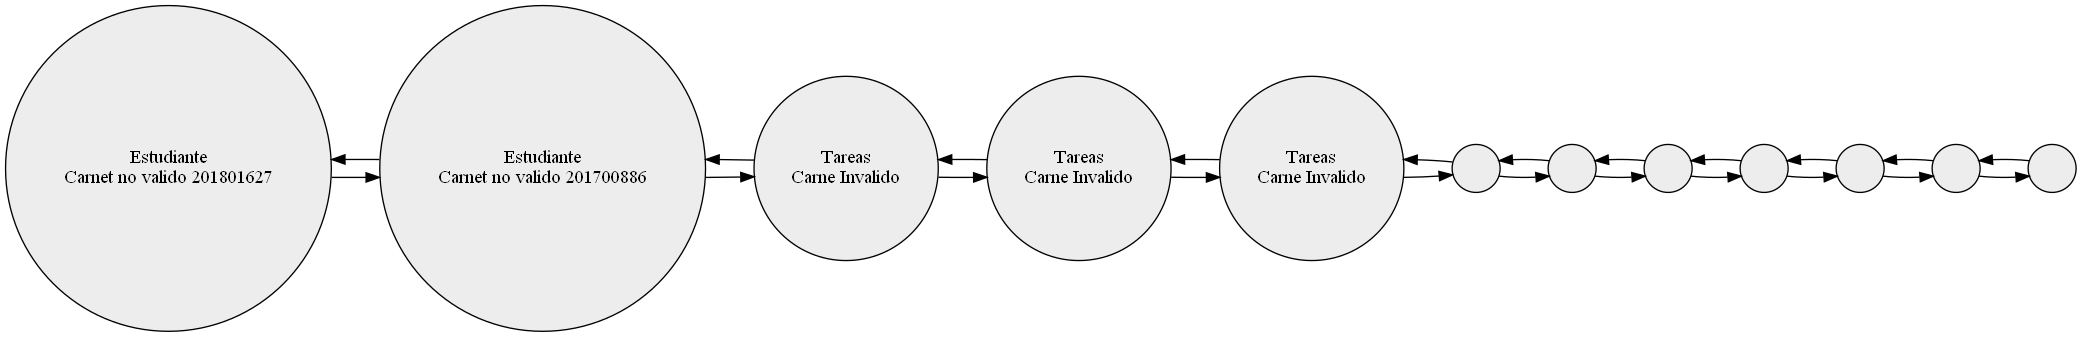 Estudiante
Carnet no valido 201801627
Estudiante
Carnet no valido 201700886
Tareas
Carne Invalido
Tareas
Carne Invalido
Tareas
Carne Invalido